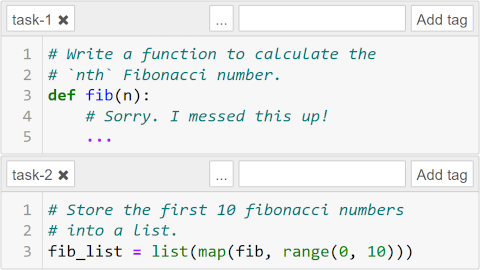 task-1 ✖ ... Add tag
1 # Write a function to calculate the
2 # `nth` Fibonacci number.
3 def fib(n):
4     # Sorry. I messed this up!
5     ...
task-2 ✖ ... Add tag
1 # Store the first 10 fibonacci numbers
2 # into a list.
3 fib_list = list(map(fib, range(0, 10)))